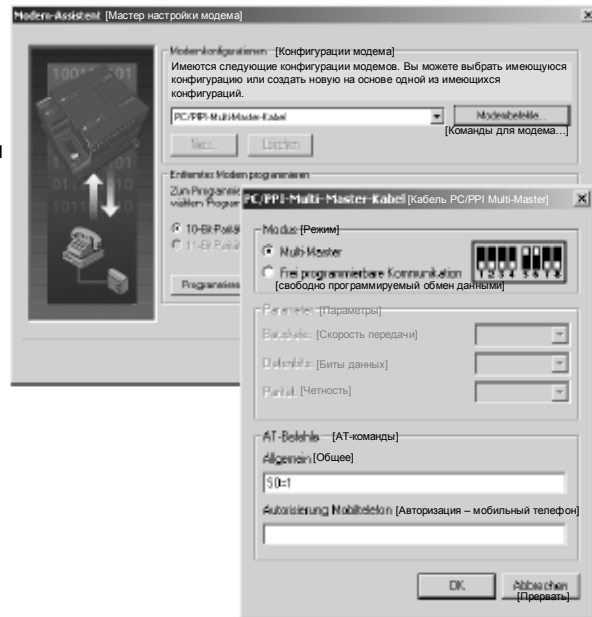 Modem-Assistent [Мастер настройки модема]
Modemkonfigurationen [Конфигурации модема]
Имеются следующие конфигурации модемов. Вы можете выбрать имеющуюся
конфигурацию или создать новую на основе одной из имеющихся
конфигураций.
PC/PPI-Multi-Master-Kabel
Modembefehle...
[Команды для модема…]
Neu...
Löschen
Entferntes Modem programmieren
PC/PPI-Multi-Master-Kabel [Кабель PC/PPI Multi-Master]
Modus [Режим]
Multi-Master
Frei programmierbare Kommunikation
[свободно программируемый обмен данными]
1 2 3 4 5 6 7 8
Parameter [Параметры]
Baudrate: [Скорость передачи]
Datenbits: [Биты данных]
Parität: [Четность]
AT-Befehle [AT-команды]
Allgemein [Общее]
S0=1
Autorisierung Mobiltelefon [Авторизация – мобильный телефон]
OK
Abbrechen
[Прервать]